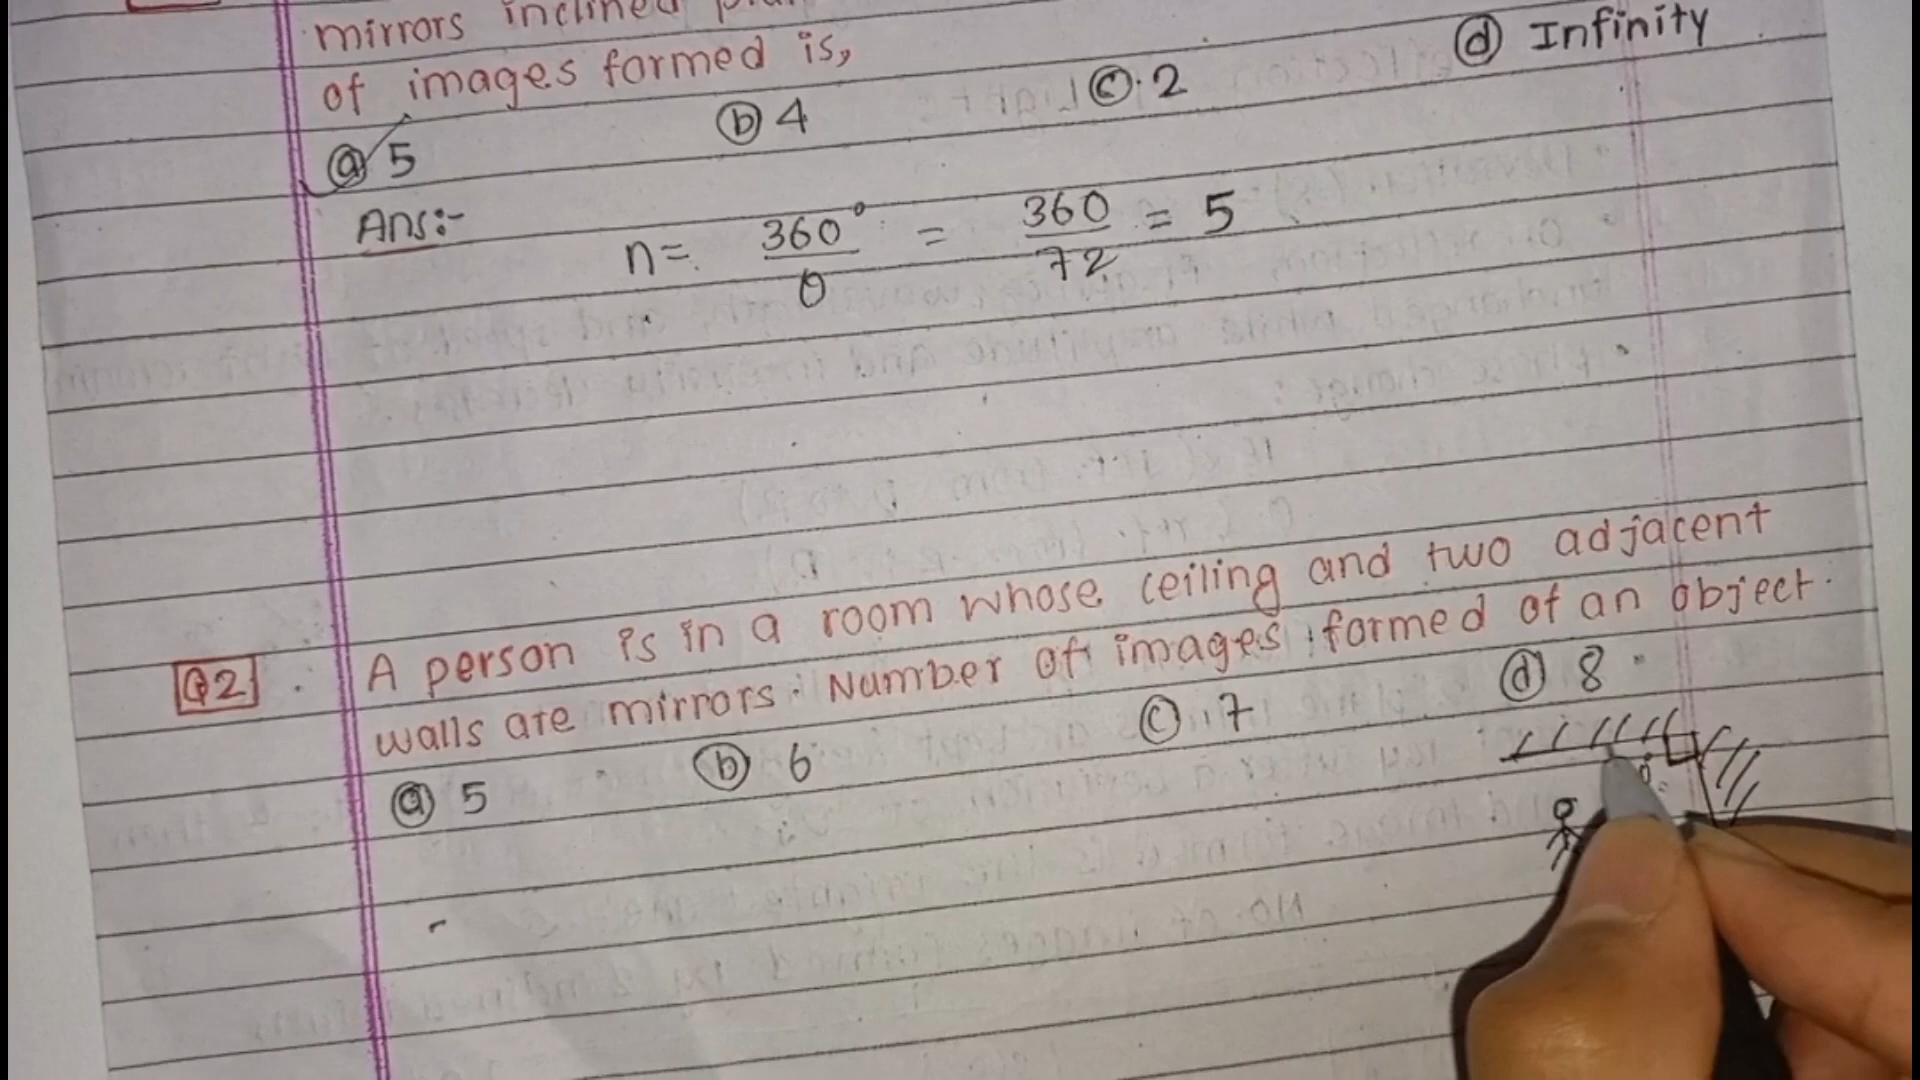 mirrors inclined
of images formed is,
ⓐ 5 ⓑ 4 ⓒ. 2 ⓓ Infinity
Ans:-
n = 360° / θ = 360 / 72 = 5
Q2. A person is in a room whose ceiling and two adjacent
walls are mirrors. Number of images formed of an object.
ⓐ 5 ⓑ 6 ⓒ 7 ⓓ 8